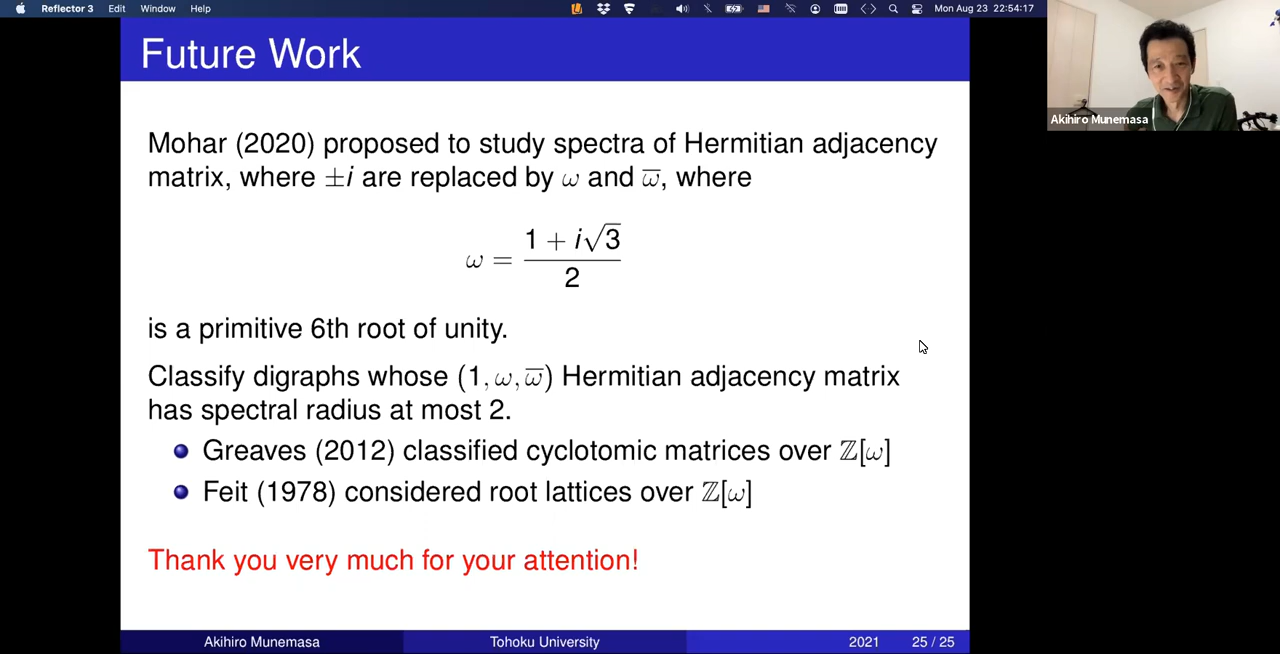 Reflector 3 Edit Window Help Mon Aug 23 22:54:17
Future Work
Mohar (2020) proposed to study spectra of Hermitian adjacency
matrix, where ±i are replaced by ω and ω̅, where
ω = (1 + i√3) / 2
is a primitive 6th root of unity.
Classify digraphs whose (1, ω, ω̅) Hermitian adjacency matrix
has spectral radius at most 2.
Greaves (2012) classified cyclotomic matrices over ℤ[ω]
Feit (1978) considered root lattices over ℤ[ω]
Thank you very much for your attention!
Akihiro Munemasa Tohoku University 2021 25 / 25
Akihiro Munemasa